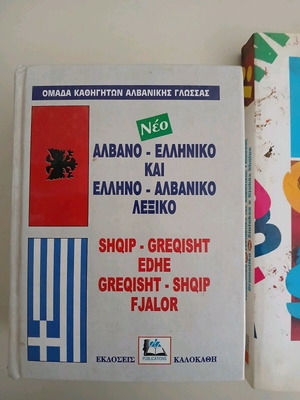 ΟΜΑΔΑ ΚΑΘΗΓΗΤΩΝ ΑΛΒΑΝΙΚΗΣ ΓΛΩΣΣΑΣ
Νέο
ΑΛΒΑΝΟ - ΕΛΛΗΝΙΚΟ
ΚΑΙ
ΕΛΛΗΝΟ - ΑΛΒΑΝΙΚΟ
ΛΕΞΙΚΟ
SHQIP - GREQISHT
EDHE
GREQISHT - SHQIP
FJALOR
ΕΚΔΟΣΕΙΣ
PUBLICATIONS
ΚΑΛΟΚΑΘΗ